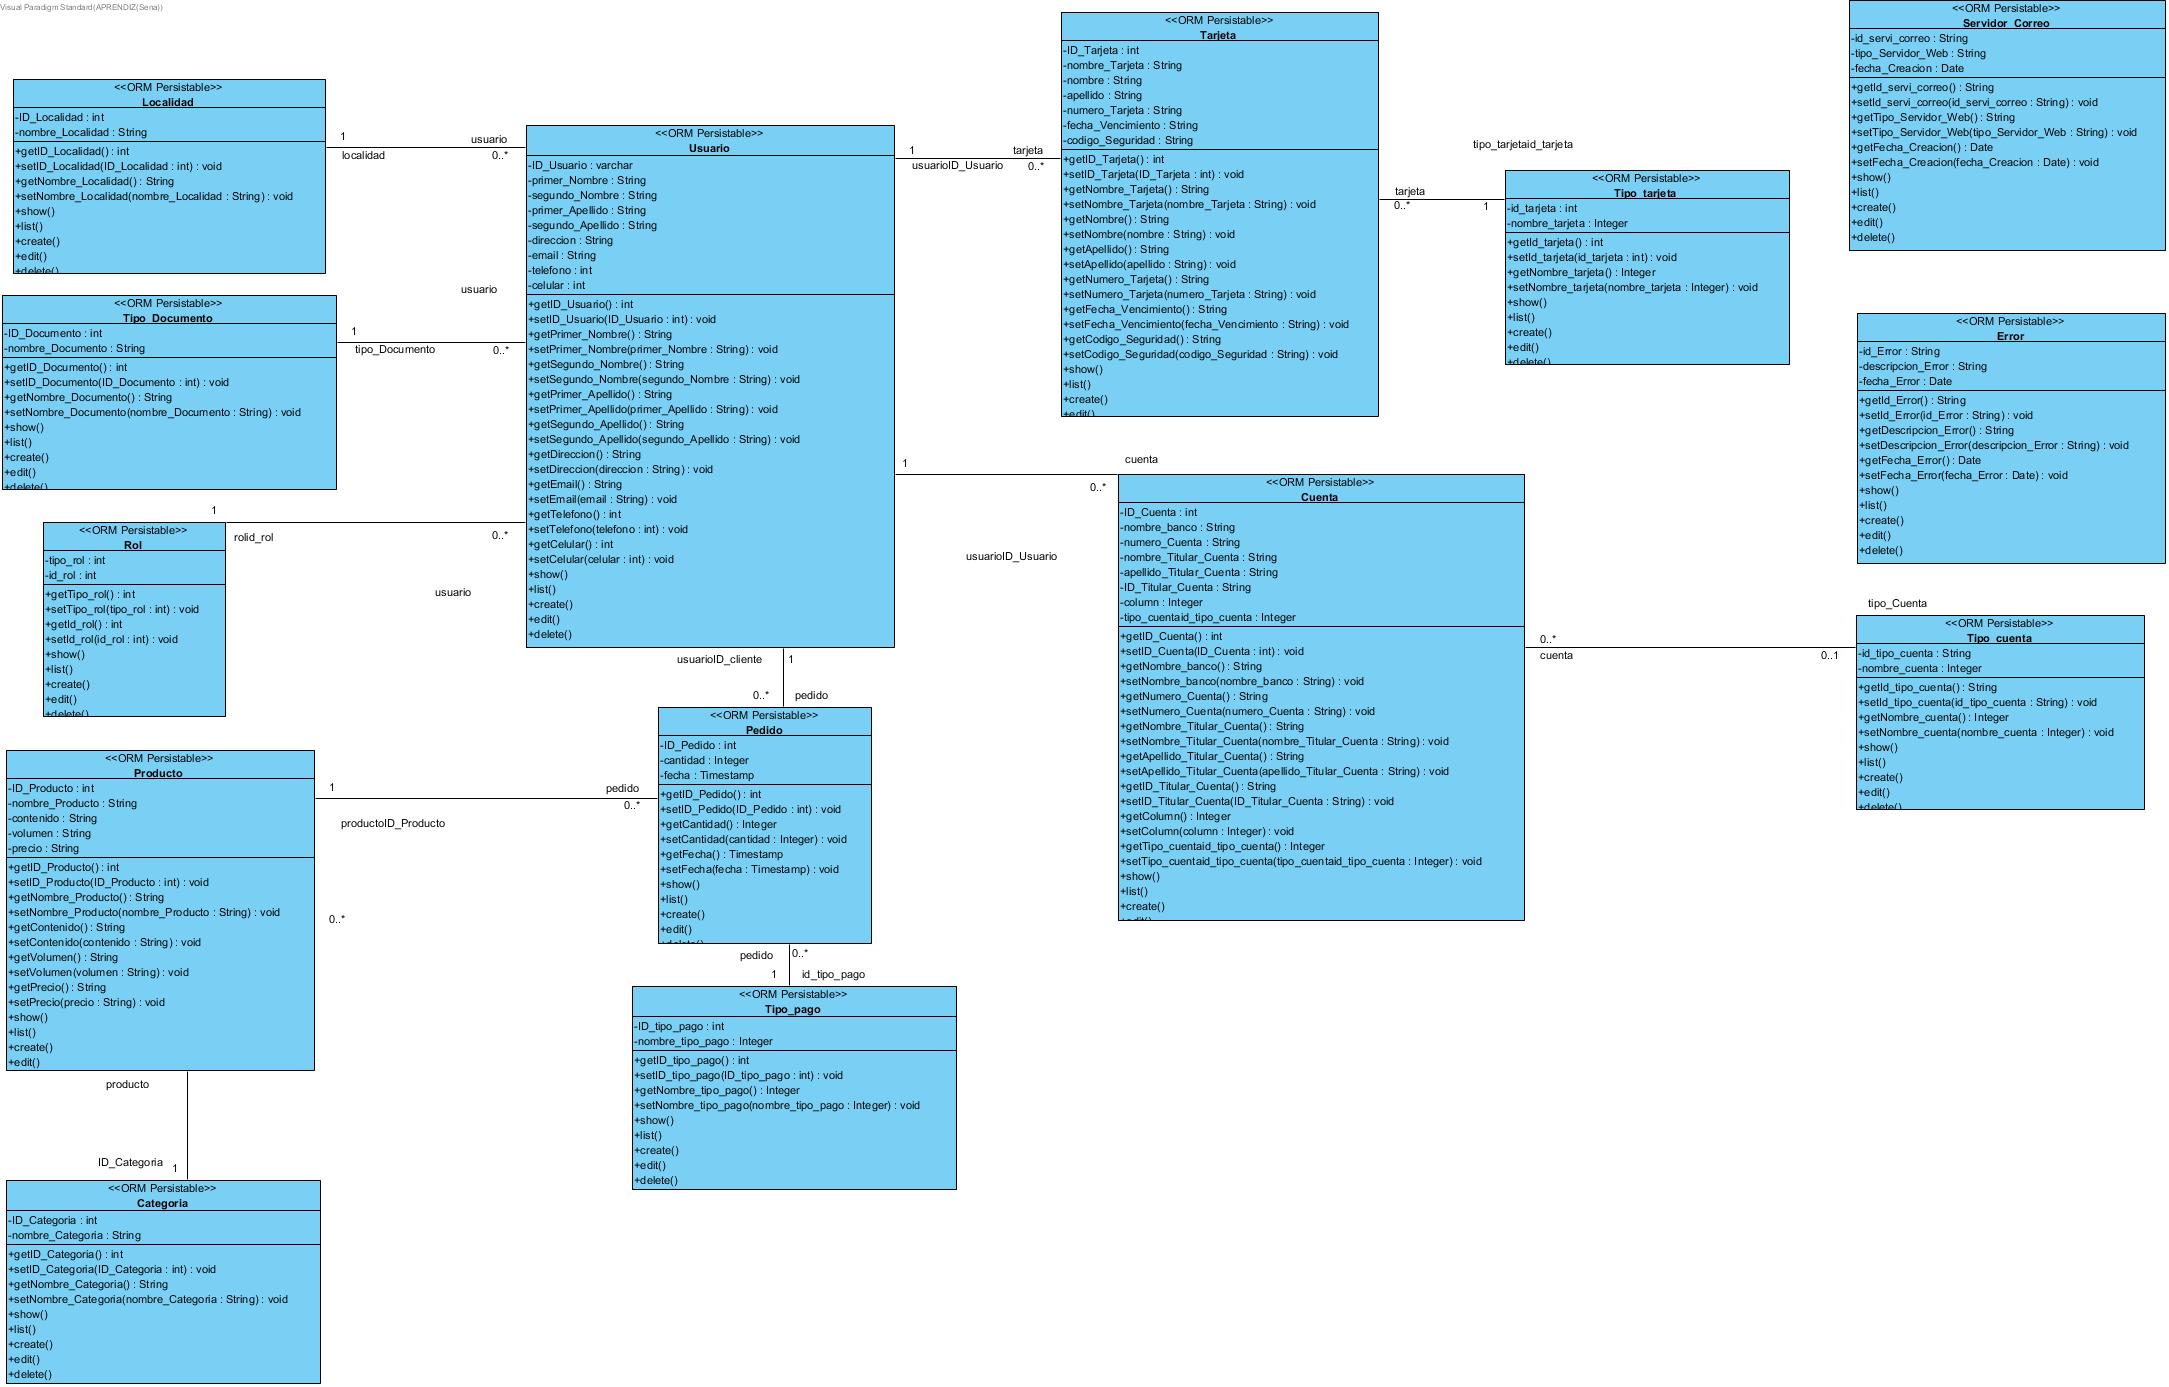 Visual Paradigm Standard(APRENDIZ(Sena))
<<ORM Persistable>>
Localidad
-ID_Localidad : int
-nombre_Localidad : String
+getID_Localidad() : int
+setID_Localidad(ID_Localidad : int) : void
+getNombre_Localidad() : String
+setNombre_Localidad(nombre_Localidad : String) : void
+show()
+list()
+create()
+edit()
+delete()
1
localidad
usuario
0..*
<<ORM Persistable>>
Tipo_Documento
-ID_Documento : int
-nombre_Documento : String
+getID_Documento() : int
+setID_Documento(ID_Documento : int) : void
+getNombre_Documento() : String
+setNombre_Documento(nombre_Documento : String) : void
+show()
+list()
+create()
+edit()
+delete()
usuario
1
tipo_Documento
0..*
<<ORM Persistable>>
Rol
-tipo_rol : int
-id_rol : int
+getTipo_rol() : int
+setTipo_rol(tipo_rol : int) : void
+getId_rol() : int
+setId_rol(id_rol : int) : void
+show()
+list()
+create()
+edit()
+delete()
1
rolid_rol
0..*
usuario
<<ORM Persistable>>
Usuario
-ID_Usuario : varchar
-primer_Nombre : String
-segundo_Nombre : String
-primer_Apellido : String
-segundo_Apellido : String
-direccion : String
-email : String
-telefono : int
-celular : int
+getID_Usuario() : int
+setID_Usuario(ID_Usuario : int) : void
+getPrimer_Nombre() : String
+setPrimer_Nombre(primer_Nombre : String) : void
+getSegundo_Nombre() : String
+setSegundo_Nombre(segundo_Nombre : String) : void
+getPrimer_Apellido() : String
+setPrimer_Apellido(primer_Apellido : String) : void
+getSegundo_Apellido() : String
+setSegundo_Apellido(segundo_Apellido : String) : void
+getDireccion() : String
+setDireccion(direccion : String) : void
+getEmail() : String
+setEmail(email : String) : void
+getTelefono() : int
+setTelefono(telefono : int) : void
+getCelular() : int
+setCelular(celular : int) : void
+show()
+list()
+create()
+edit()
+delete()
1
usuarioID_Usuario
tarjeta
0..*
<<ORM Persistable>>
Tarjeta
-ID_Tarjeta : int
-nombre_Tarjeta : String
-nombre : String
-apellido : String
-numero_Tarjeta : String
-fecha_Vencimiento : String
-codigo_Seguridad : String
+getID_Tarjeta() : int
+setID_Tarjeta(ID_Tarjeta : int) : void
+getNombre_Tarjeta() : String
+setNombre_Tarjeta(nombre_Tarjeta : String) : void
+getNombre() : String
+setNombre(nombre : String) : void
+getApellido() : String
+setApellido(apellido : String) : void
+getNumero_Tarjeta() : String
+setNumero_Tarjeta(numero_Tarjeta : String) : void
+getFecha_Vencimiento() : String
+setFecha_Vencimiento(fecha_Vencimiento : String) : void
+getCodigo_Seguridad() : String
+setCodigo_Seguridad(codigo_Seguridad : String) : void
+show()
+list()
+create()
+edit()
tarjeta
0..*
1
tipo_tarjetaid_tarjeta
<<ORM Persistable>>
Tipo_tarjeta
-id_tarjeta : int
-nombre_tarjeta : Integer
+getId_tarjeta() : int
+setId_tarjeta(id_tarjeta : int) : void
+getNombre_tarjeta() : Integer
+setNombre_tarjeta(nombre_tarjeta : Integer) : void
+show()
+list()
+create()
+edit()
+delete()
<<ORM Persistable>>
Servidor_Correo
-id_servi_correo : String
-tipo_Servidor_Web : String
-fecha_Creacion : Date
+getId_servi_correo() : String
+setId_servi_correo(id_servi_correo : String) : void
+getTipo_Servidor_Web() : String
+setTipo_Servidor_Web(tipo_Servidor_Web : String) : void
+getFecha_Creacion() : Date
+setFecha_Creacion(fecha_Creacion : Date) : void
+show()
+list()
+create()
+edit()
+delete()
<<ORM Persistable>>
Error
-id_Error : String
-descripcion_Error : String
-fecha_Error : Date
+getId_Error() : String
+setId_Error(id_Error : String) : void
+getDescripcion_Error() : String
+setDescripcion_Error(descripcion_Error : String) : void
+getFecha_Error() : Date
+setFecha_Error(fecha_Error : Date) : void
+show()
+list()
+create()
+edit()
+delete()
1
usuarioID_Usuario
cuenta
0..*
<<ORM Persistable>>
Cuenta
-ID_Cuenta : int
-nombre_banco : String
-numero_Cuenta : String
-nombre_Titular_Cuenta : String
-apellido_Titular_Cuenta : String
-ID_Titular_Cuenta : String
-column : Integer
-tipo_cuentaid_tipo_cuenta : Integer
+getID_Cuenta() : int
+setID_Cuenta(ID_Cuenta : int) : void
+getNombre_banco() : String
+setNombre_banco(nombre_banco : String) : void
+getNumero_Cuenta() : String
+setNumero_Cuenta(numero_Cuenta : String) : void
+getNombre_Titular_Cuenta() : String
+setNombre_Titular_Cuenta(nombre_Titular_Cuenta : String) : void
+getApellido_Titular_Cuenta() : String
+setApellido_Titular_Cuenta(apellido_Titular_Cuenta : String) : void
+getID_Titular_Cuenta() : String
+setID_Titular_Cuenta(ID_Titular_Cuenta : String) : void
+getColumn() : Integer
+setColumn(column : Integer) : void
+getTipo_cuentaid_tipo_cuenta() : Integer
+setTipo_cuentaid_tipo_cuenta(tipo_cuentaid_tipo_cuenta : Integer) : void
+show()
+list()
+create()
+edit()
0..*
cuenta
0..1
tipo_Cuenta
<<ORM Persistable>>
Tipo_cuenta
-id_tipo_cuenta : String
-nombre_cuenta : Integer
+getId_tipo_cuenta() : String
+setId_tipo_cuenta(id_tipo_cuenta : String) : void
+getNombre_cuenta() : Integer
+setNombre_cuenta(nombre_cuenta : Integer) : void
+show()
+list()
+create()
+edit()
+delete()
usuarioID_cliente
1
0..*
pedido
<<ORM Persistable>>
Pedido
-ID_Pedido : int
-cantidad : Integer
-fecha : Timestamp
+getID_Pedido() : int
+setID_Pedido(ID_Pedido : int) : void
+getCantidad() : Integer
+setCantidad(cantidad : Integer) : void
+getFecha() : Timestamp
+setFecha(fecha : Timestamp) : void
+show()
+list()
+create()
+edit()
+delete()
<<ORM Persistable>>
Producto
-ID_Producto : int
-nombre_Producto : String
-contenido : String
-volumen : String
-precio : String
+getID_Producto() : int
+setID_Producto(ID_Producto : int) : void
+getNombre_Producto() : String
+setNombre_Producto(nombre_Producto : String) : void
+getContenido() : String
+setContenido(contenido : String) : void
+getVolumen() : String
+setVolumen(volumen : String) : void
+getPrecio() : String
+setPrecio(precio : String) : void
+show()
+list()
+create()
+edit()
1
productoID_Producto
pedido
0..*
0..*
pedido
0..*
1
id_tipo_pago
<<ORM Persistable>>
Tipo_pago
-ID_tipo_pago : int
-nombre_tipo_pago : Integer
+getID_tipo_pago() : int
+setID_tipo_pago(ID_tipo_pago : int) : void
+getNombre_tipo_pago() : Integer
+setNombre_tipo_pago(nombre_tipo_pago : Integer) : void
+show()
+list()
+create()
+edit()
+delete()
producto
ID_Categoria
1
<<ORM Persistable>>
Categoria
-ID_Categoria : int
-nombre_Categoria : String
+getID_Categoria() : int
+setID_Categoria(ID_Categoria : int) : void
+getNombre_Categoria() : String
+setNombre_Categoria(nombre_Categoria : String) : void
+show()
+list()
+create()
+edit()
+delete()